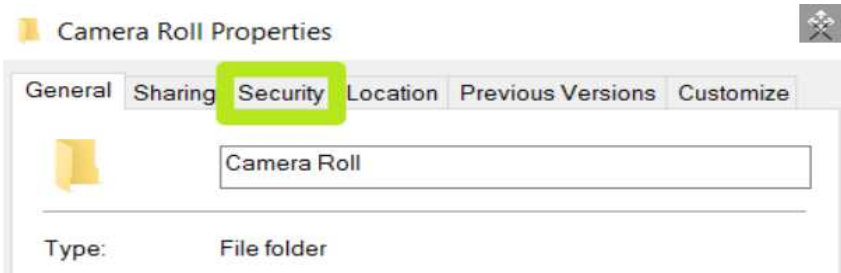 Camera Roll Properties
General Sharing Security Location Previous Versions Customize
Camera Roll
Type: File folder